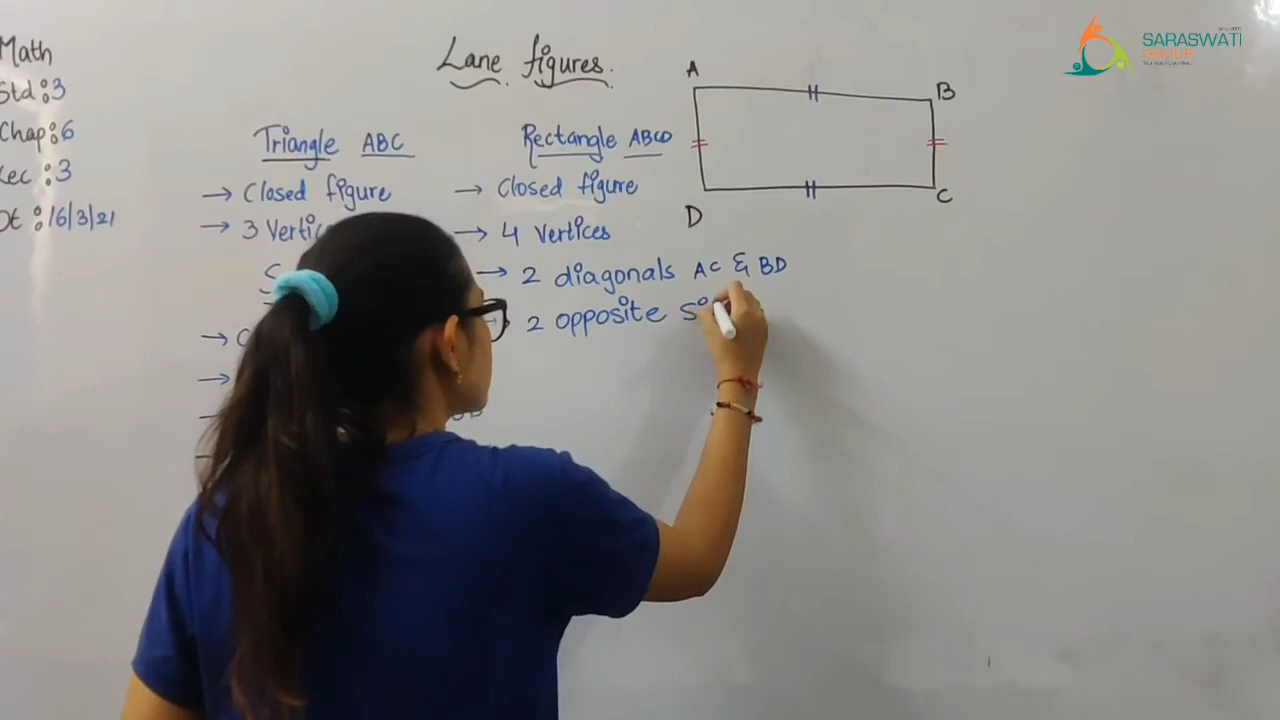 Math
Std : 3
Chap : 6
Lec : 3
Dt : 16/3/21
Lane figures.
Triangle ABC
→ Closed figure
→ 3
→
→
→
→
Rectangle ABCD
→ Closed figure
→ 4 vertices
→ 2 diagonals AC & BD
2 opposite Si
A
B
C
D
SARASWATI
GROUP